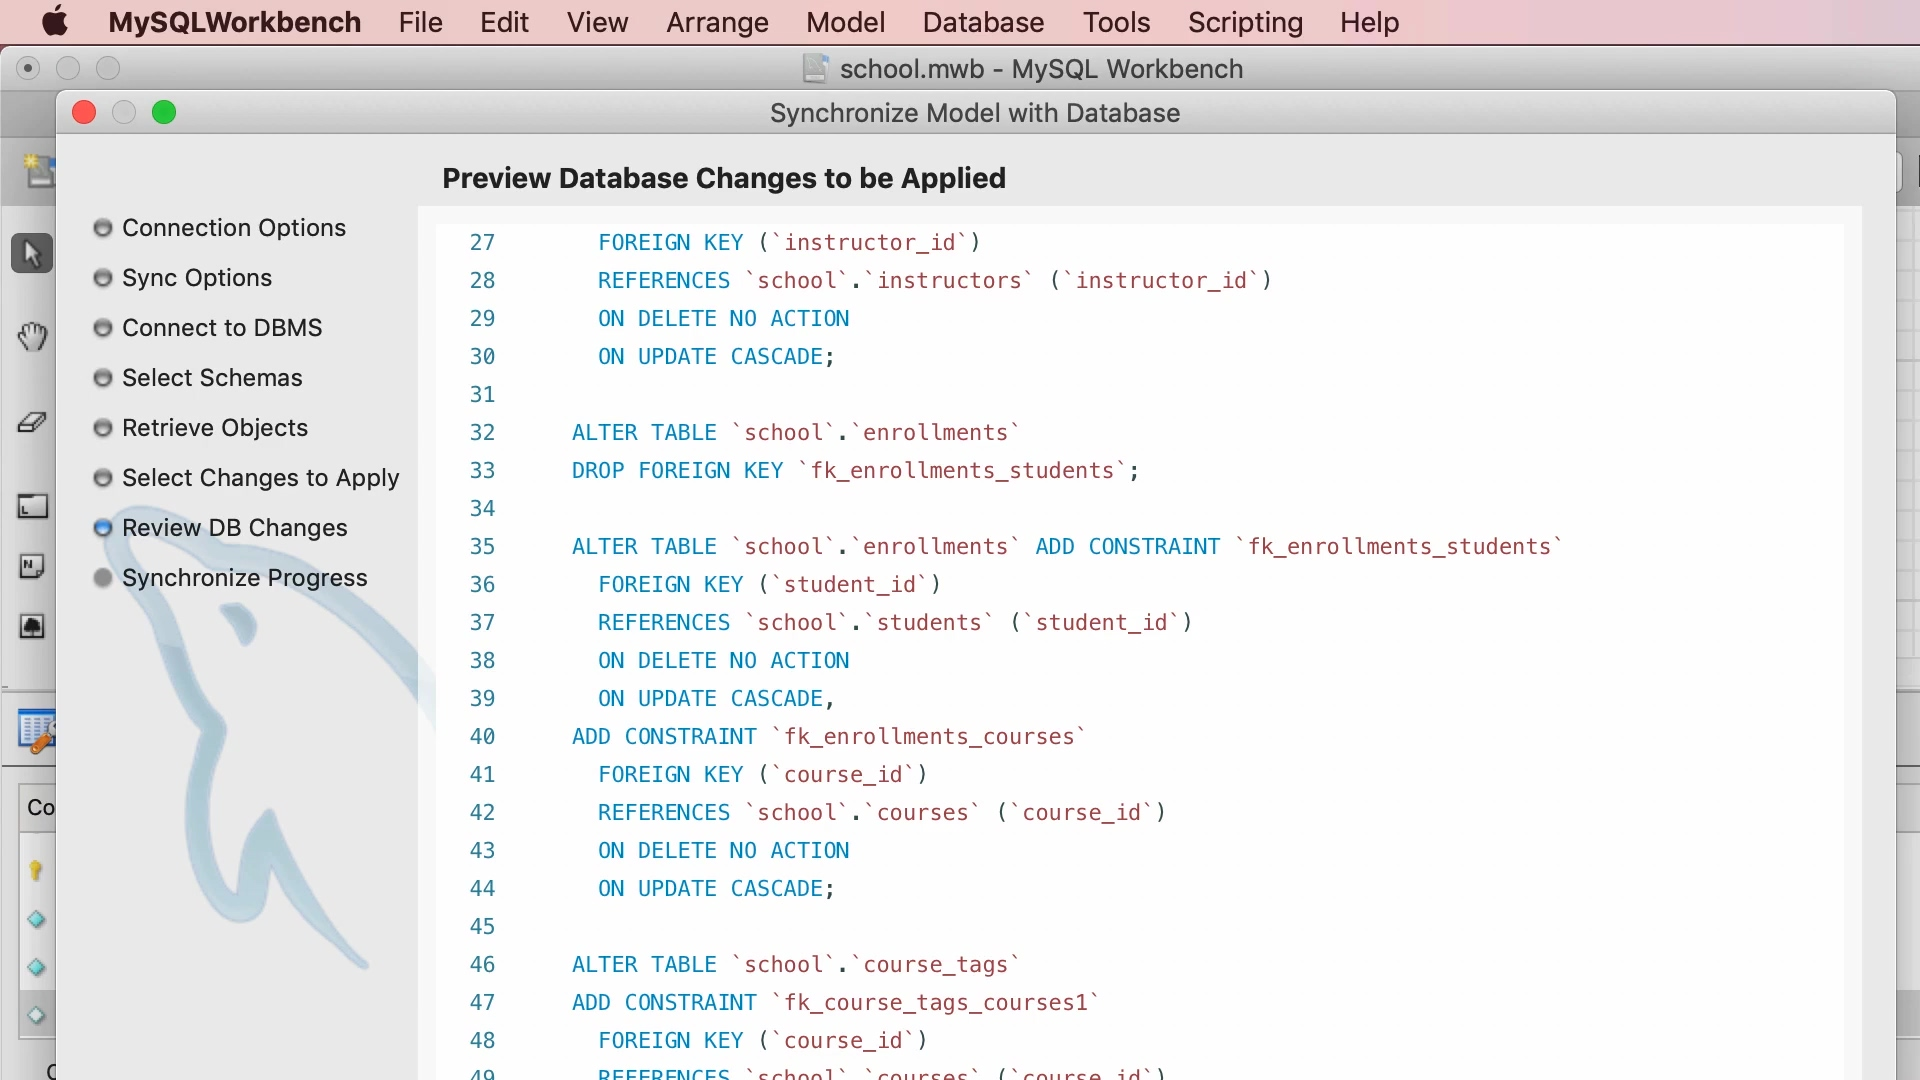 MySQLWorkbench File Edit View Arrange Model Database Tools Scripting Help
school.mwb - MySQL Workbench
Synchronize Model with Database
Preview Database Changes to be Applied
Connection Options
Sync Options
Connect to DBMS
Select Schemas
Retrieve Objects
Select Changes to Apply
Review DB Changes
Synchronize Progress
27 FOREIGN KEY (`instructor_id`)
28 REFERENCES `school`.`instructors` (`instructor_id`)
29 ON DELETE NO ACTION
30 ON UPDATE CASCADE;
31
32 ALTER TABLE `school`.`enrollments`
33 DROP FOREIGN KEY `fk_enrollments_students`;
34
35 ALTER TABLE `school`.`enrollments` ADD CONSTRAINT `fk_enrollments_students`
36 FOREIGN KEY (`student_id`)
37 REFERENCES `school`.`students` (`student_id`)
38 ON DELETE NO ACTION
39 ON UPDATE CASCADE,
40 ADD CONSTRAINT `fk_enrollments_courses`
41 FOREIGN KEY (`course_id`)
42 REFERENCES `school`.`courses` (`course_id`)
43 ON DELETE NO ACTION
44 ON UPDATE CASCADE;
45
46 ALTER TABLE `school`.`course_tags`
47 ADD CONSTRAINT `fk_course_tags_courses1`
48 FOREIGN KEY (`course_id`)
49 REFERENCES `school`.`courses` (`course_id`)
Co